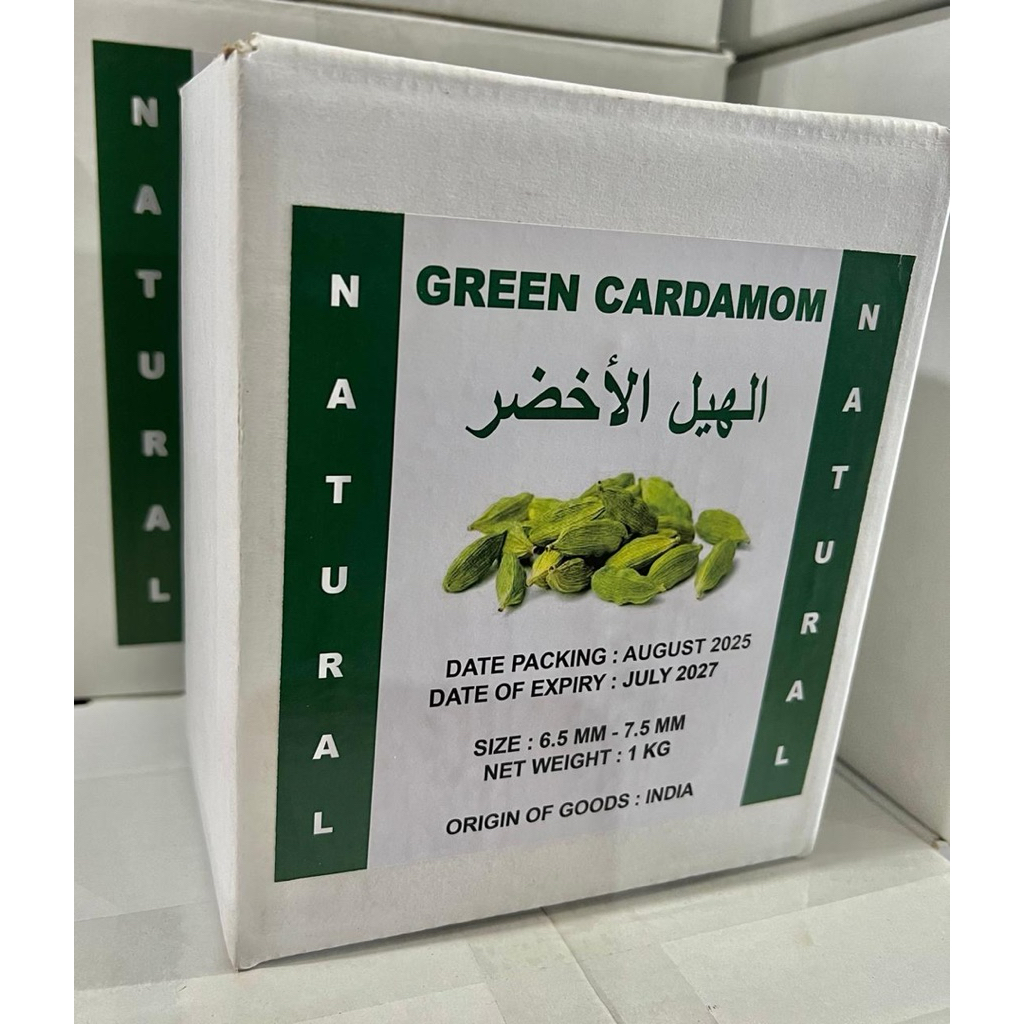 NATURAL
NATURAL
GREEN CARDAMOM
الهيل الأخضر
DATE PACKING : AUGUST 2025
DATE OF EXPIRY : JULY 2027
SIZE : 6.5 MM - 7.5 MM
NET WEIGHT : 1 KG
ORIGIN OF GOODS : INDIA
NATURAL